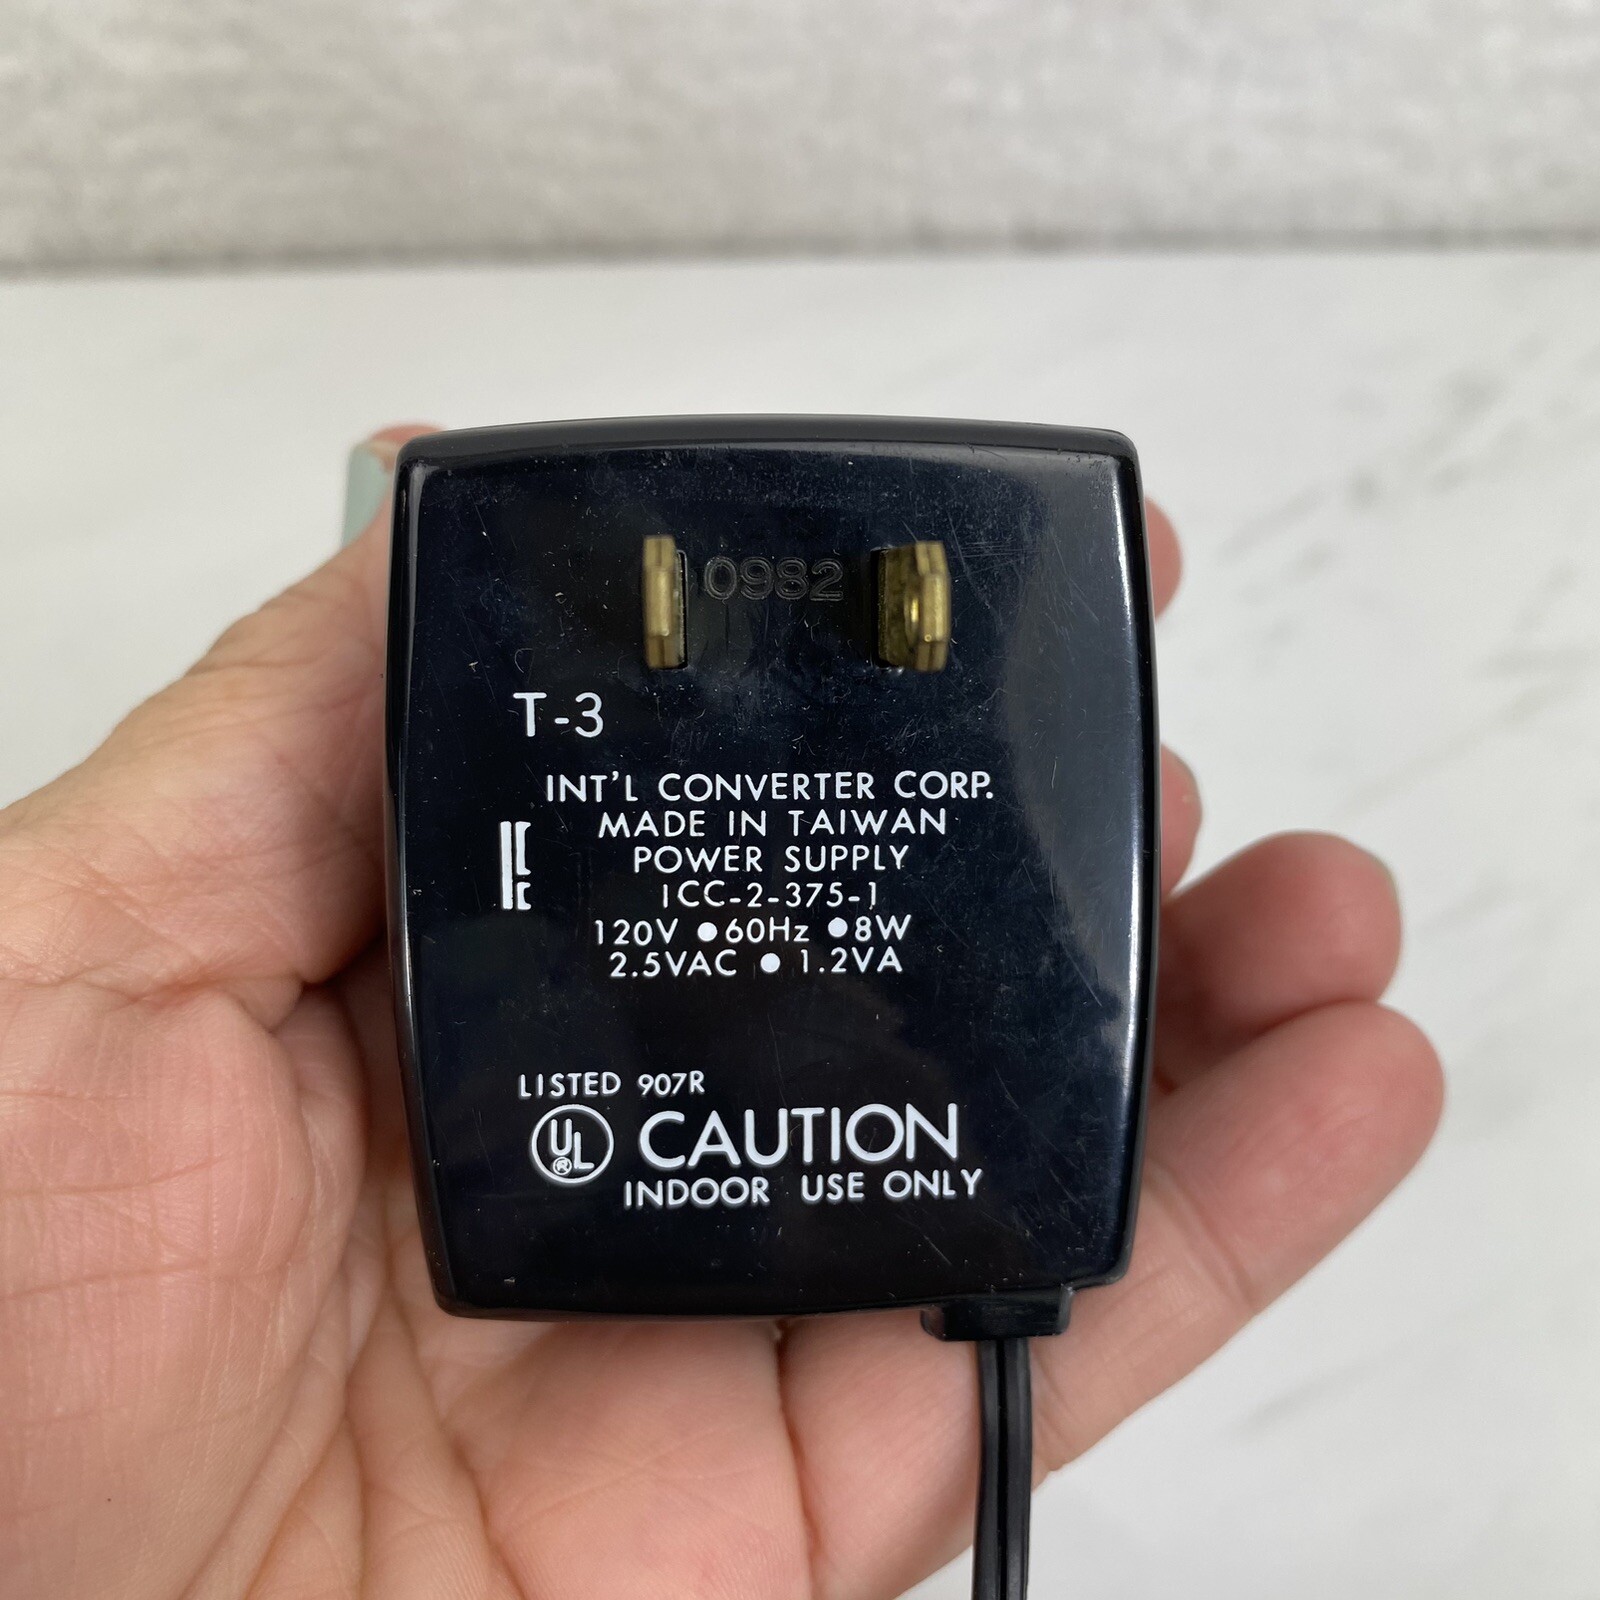 0982
T-3
INT'L CONVERTER CORP.
MADE IN TAIWAN
POWER SUPPLY
ICC-2-375-1
120V ●60Hz ●8W
2.5VAC ● 1.2VA
LISTED 907R
UL® CAUTION
INDOOR USE ONLY